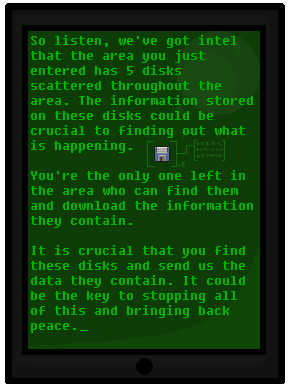 So listen, we've got intel
that the area you just
entered has 5 disks
scattered throughout the
area. The information stored
on these disks could be
crucial to finding out what
is happening.
You're the only one left in
the area who can find them
and download the information
they contain.
It is crucial that you find
these disks and send us the
data they contain. It could
be the key to stopping all
of this and bringing back
peace._